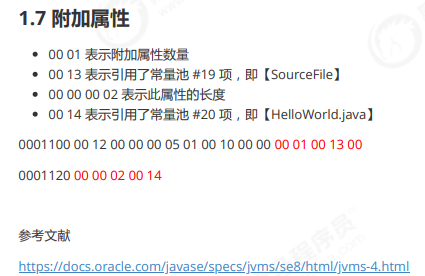 1.7 附加属性
• 00 01 表示附加属性数量
• 00 13 表示引用了常量池 #19 项，即【SourceFile】
• 00 00 00 02 表示此属性的长度
• 00 14 表示引用了常量池 #20 项，即【HelloWorld.java】
0001100 00 12 00 00 00 05 01 00 10 00 00 00 01 00 13 00
0001120 00 00 02 00 14
参考文献
https://docs.oracle.com/javase/specs/jvms/se8/html/jvms-4.html